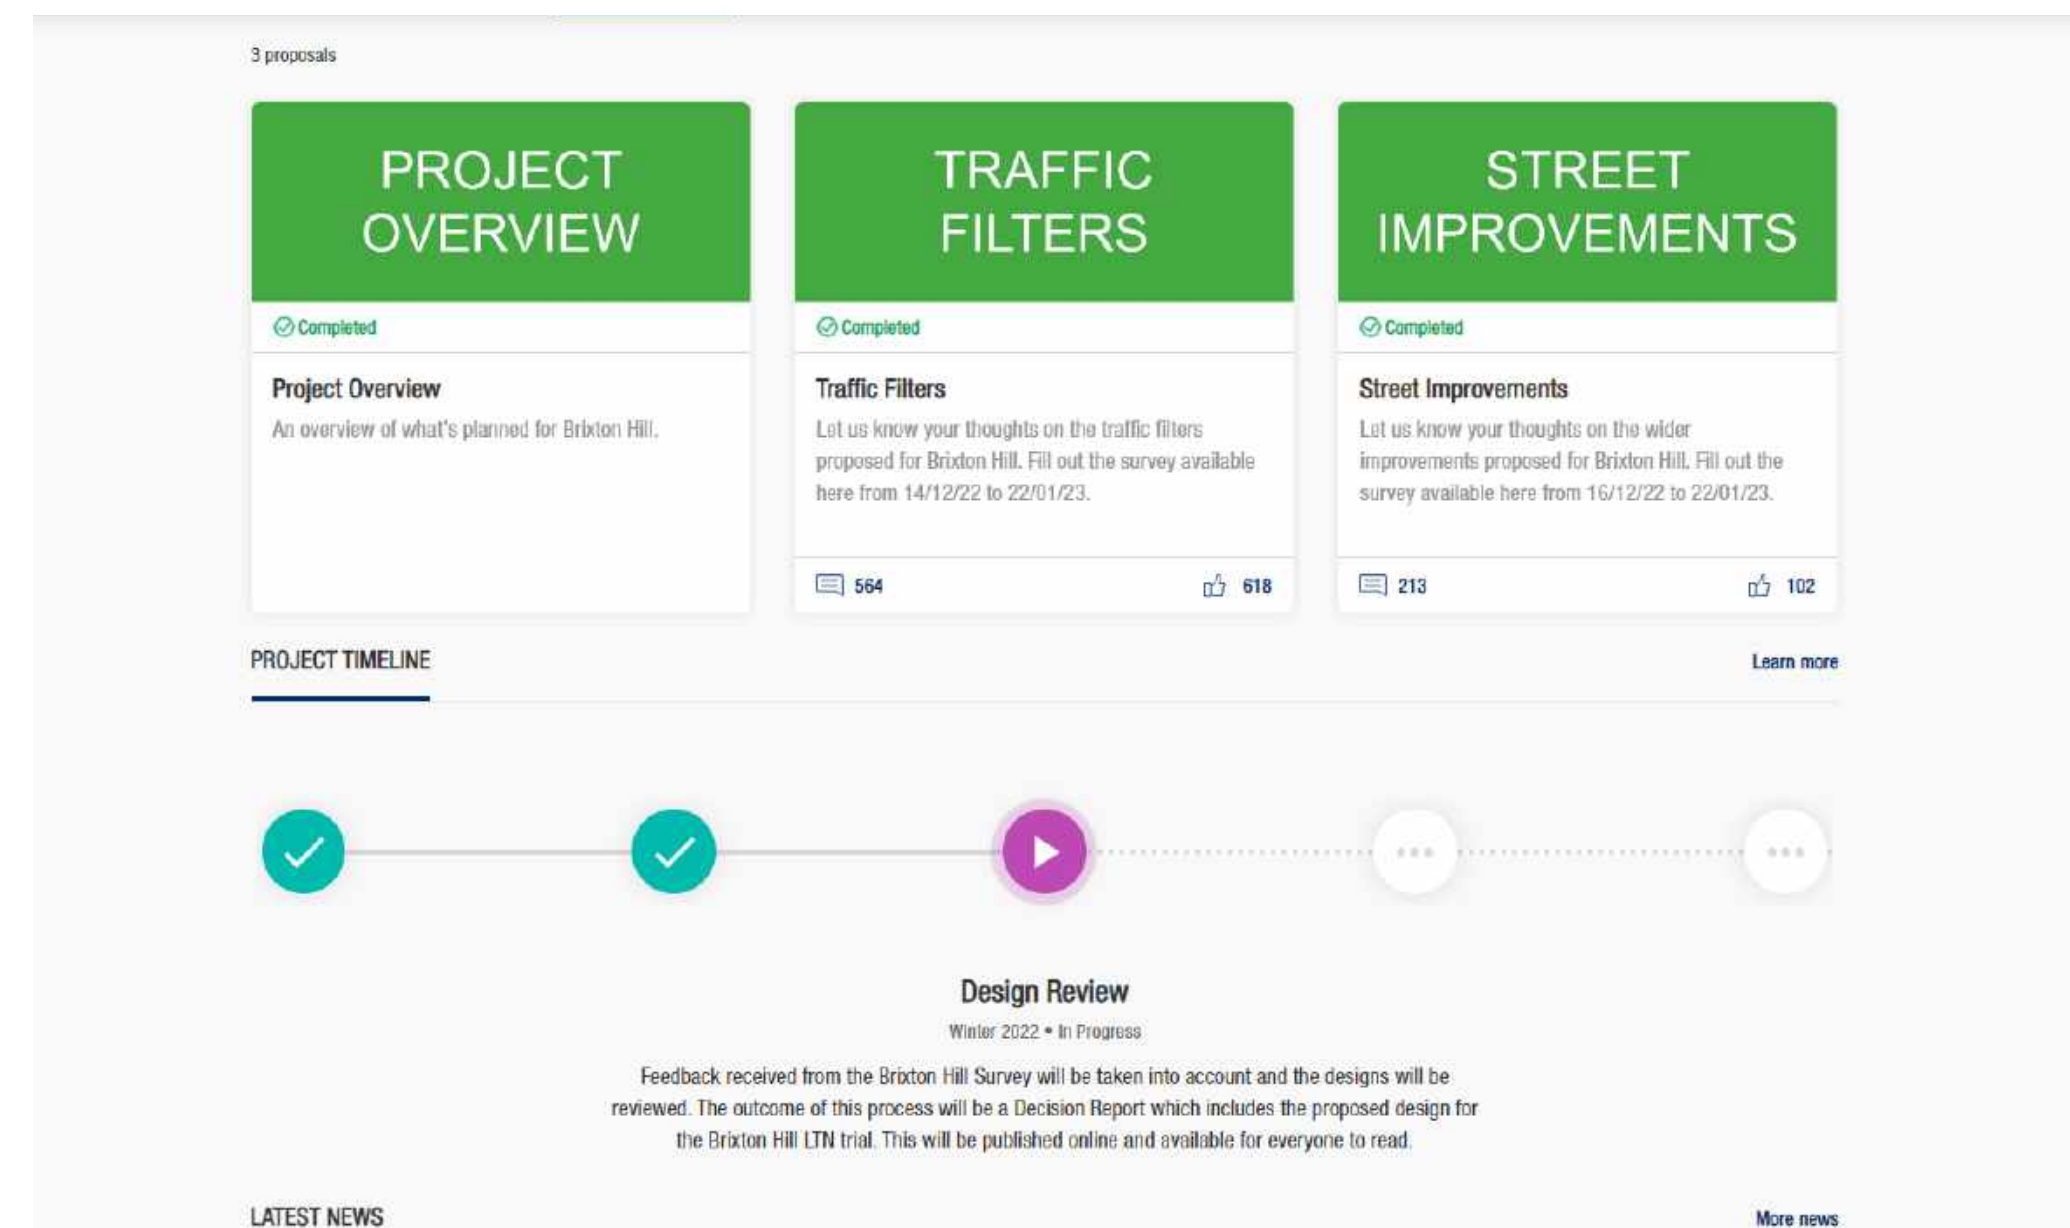 3 proposals
PROJECT
OVERVIEW
Completed
Project Overview
An overview of what's planned for Brixton Hill.
TRAFFIC
FILTERS
Completed
Traffic Filters
Let us know your thoughts on the traffic filters
proposed for Brixton Hill. Fill out the survey available
here from 14/12/22 to 22/01/23.
564
618
STREET
IMPROVEMENTS
Completed
Street Improvements
Let us know your thoughts on the wider
improvements proposed for Brixton Hill. Fill out the
survey available here from 16/12/22 to 22/01/23.
213
102
PROJECT TIMELINE
Learn more
Design Review
Winter 2022 • In Progress
Feedback received from the Brixton Hill Survey will be taken into account and the designs will be
reviewed. The outcome of this process will be a Decision Report which includes the proposed design for
the Brixton Hill LTN trial. This will be published online and available for everyone to read.
LATEST NEWS
More news